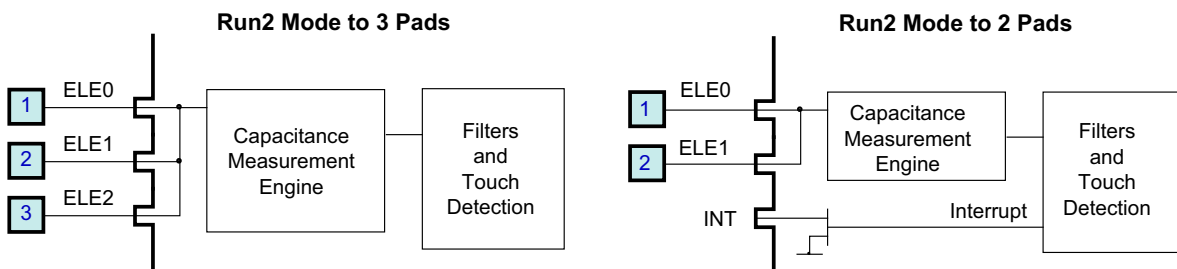 Run2 Mode to 3 Pads
1
ELE0
2
ELE1
3
ELE2
Capacitance
Measurement
Engine
Filters
and
Touch
Detection
Run2 Mode to 2 Pads
1
ELE0
2
ELE1
INT
Capacitance
Measurement
Engine
Interrupt
Filters
and
Touch
Detection